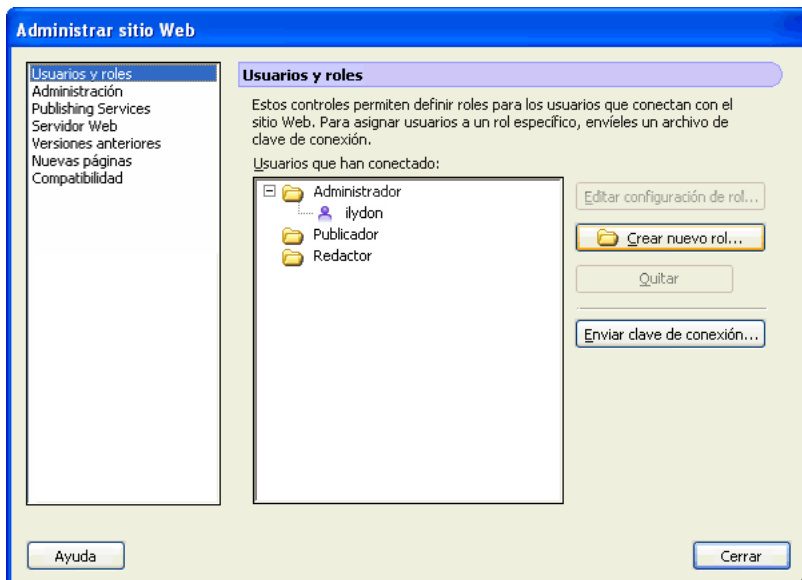 Administrar sitio Web
Usuarios y roles
Administración
Publishing Services
Servidor Web
Versiones anteriores
Nuevas páginas
Compatibilidad
Usuarios y roles
Estos controles permiten definir roles para los usuarios que conectan con el
sitio Web. Para asignar usuarios a un rol específico, envíeles un archivo de
clave de conexión.
Usuarios que han conectado:
Administrador
ilydon
Publicador
Redactor
Editar configuración de rol...
Crear nuevo rol...
Quitar
Enviar clave de conexión...
Ayuda
Cerrar